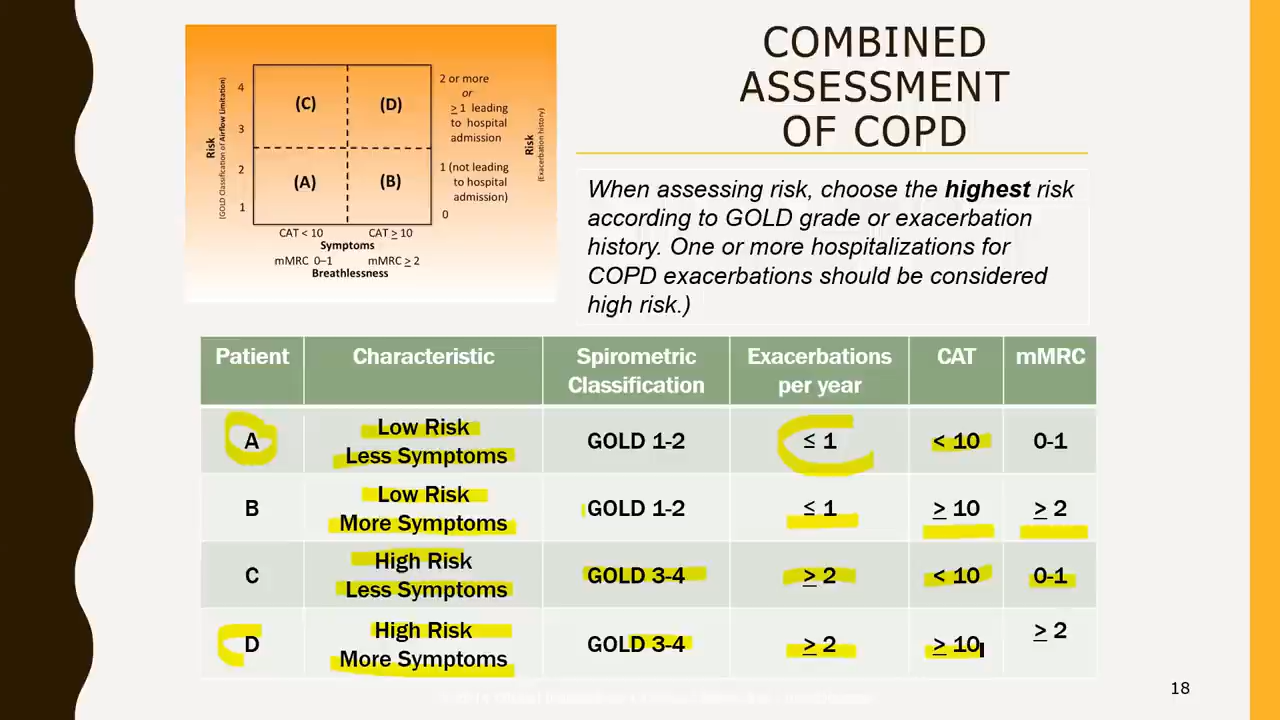 COMBINED
ASSESSMENT
OF COPD
4
3
2
1
Risk
(GOLD Classification of Airflow Limitation)
(C)
(D)
(A)
(B)
2 or more
or
≥ 1 leading
to hospital
admission
1 (not leading
to hospital
admission)
0
Risk
(Exacerbation history)
CAT < 10
CAT ≥ 10
Symptoms
mMRC 0–1
mMRC ≥ 2
Breathlessness
When assessing risk, choose the highest risk
according to GOLD grade or exacerbation
history. One or more hospitalizations for
COPD exacerbations should be considered
high risk.)
Patient
Characteristic
Spirometric
Classification
Exacerbations
per year
CAT
mMRC
A
Low Risk
Less Symptoms
GOLD 1-2
≤ 1
< 10
0-1
B
Low Risk
More Symptoms
GOLD 1-2
≤ 1
≥ 10
≥ 2
C
High Risk
Less Symptoms
GOLD 3-4
≥ 2
< 10
0-1
D
High Risk
More Symptoms
GOLD 3-4
≥ 2
≥ 10
≥ 2
18